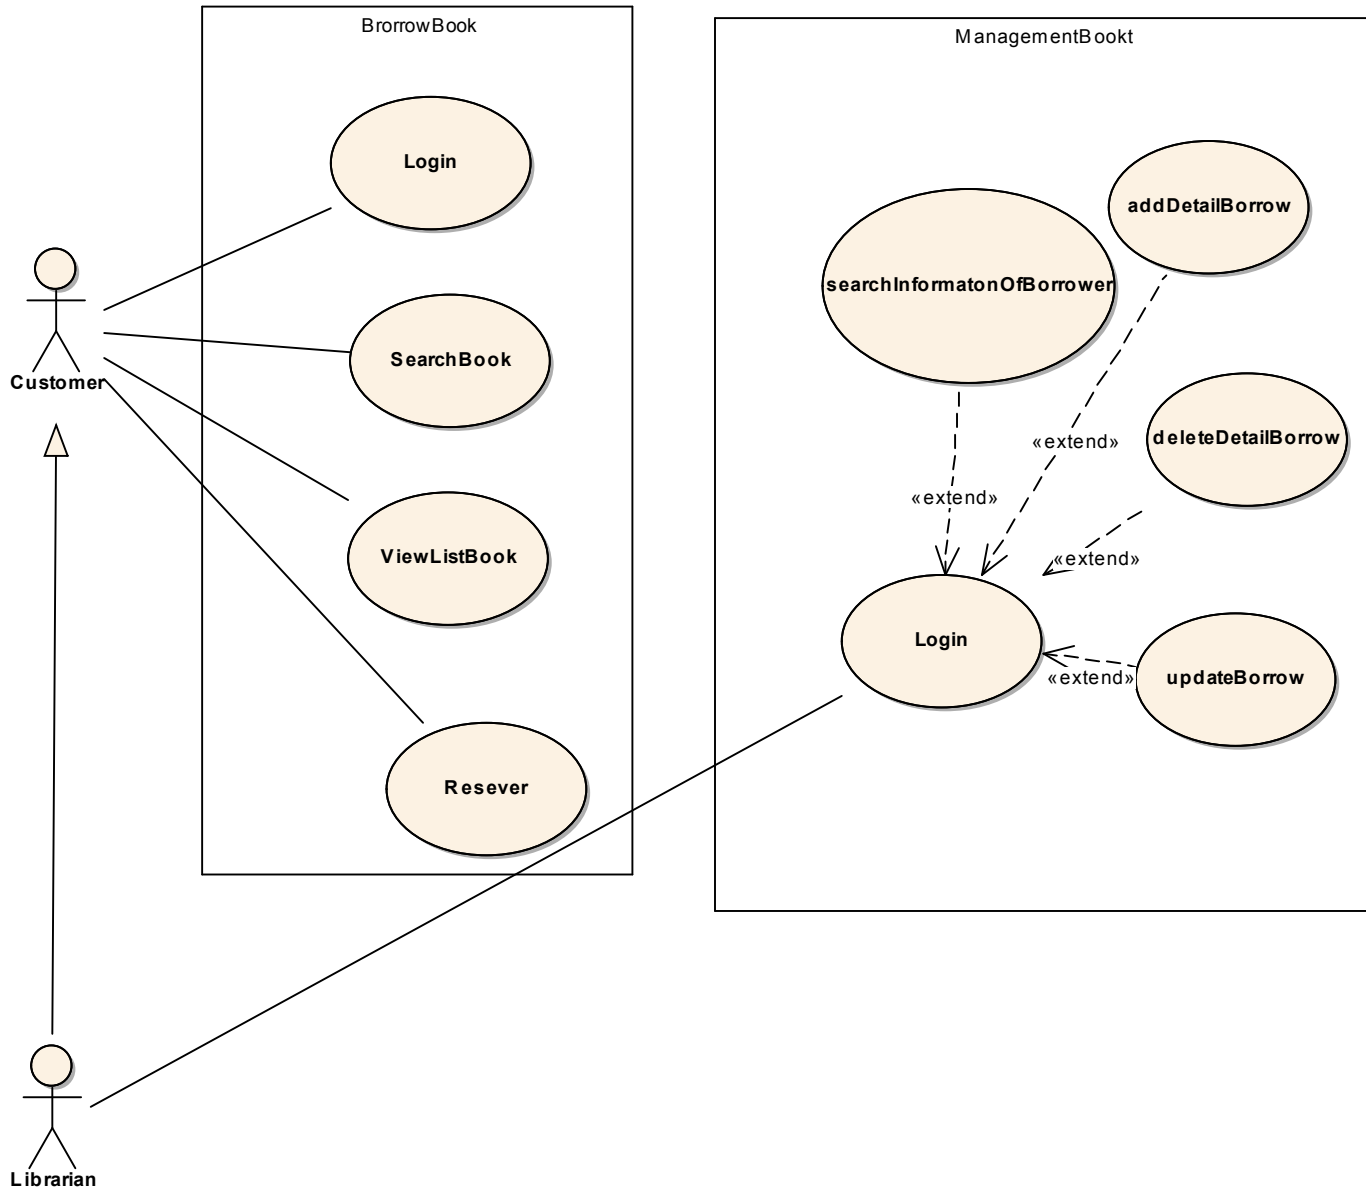 BrorrowBook
ManagementBookt
Login
addDetailBorrow
searchInformatonOfBorrower
SearchBook
Customer
deleteDetailBorrow
«extend»
«extend»
ViewListBook
«extend»
Login
«extend»
updateBorrow
Resever
Librarian